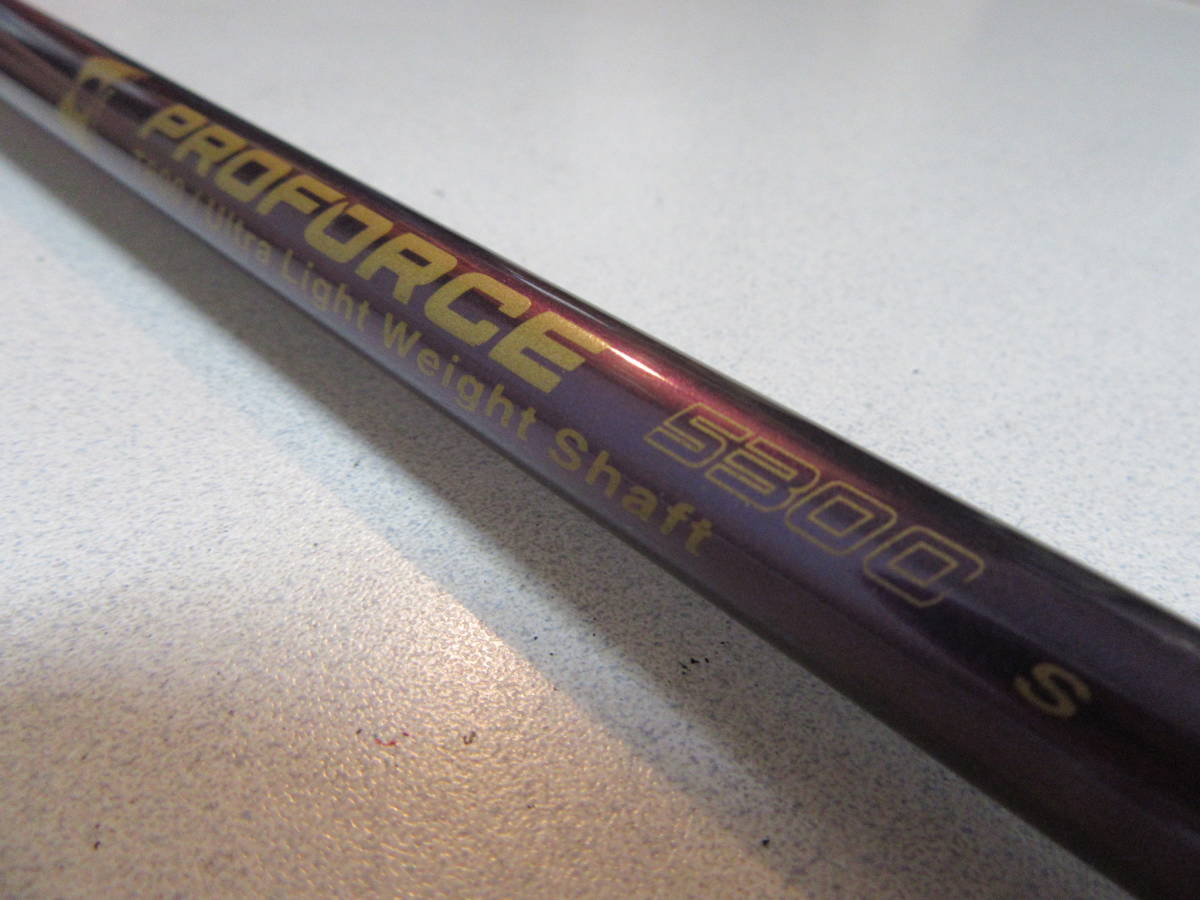 PROFORCE 5300 S
Ultra Light Weight Shaft